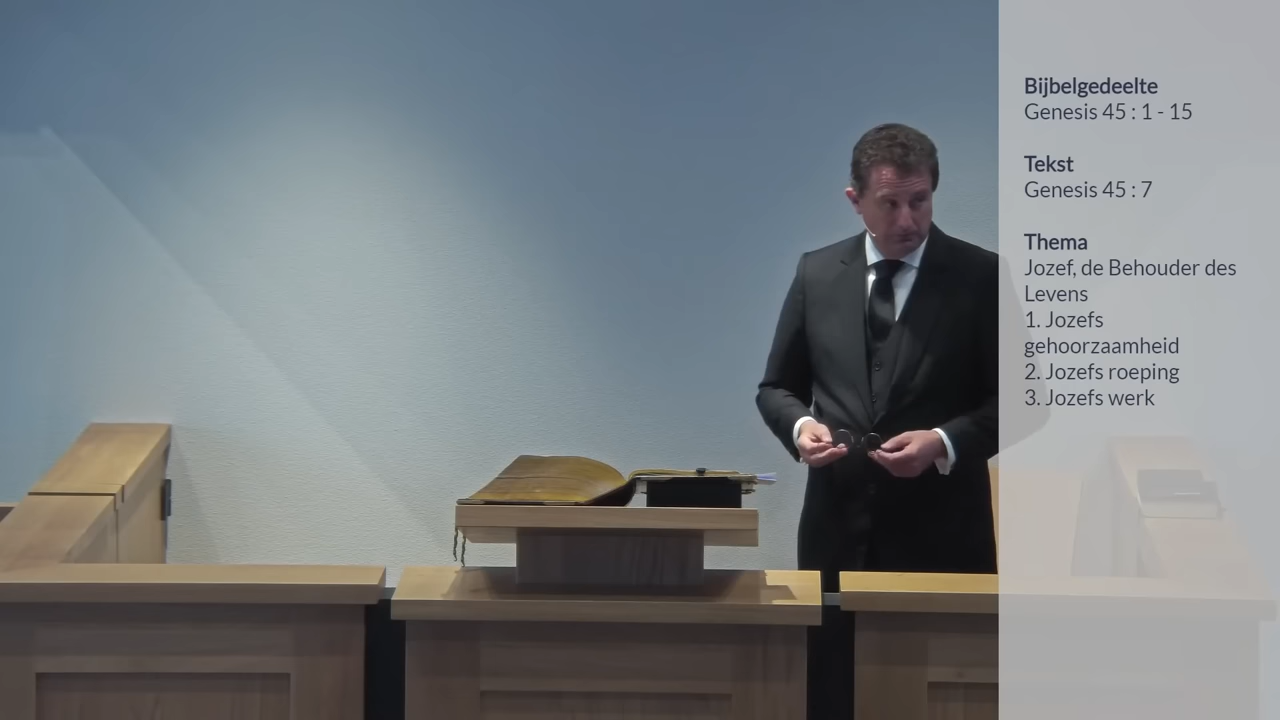 Bijbelgedeelte
Genesis 45 : 1 - 15
Tekst
Genesis 45 : 7
Thema
Jozef, de Behouder des
Levens
1. Jozefs
gehoorzaamheid
2. Jozefs roeping
3. Jozefs werk